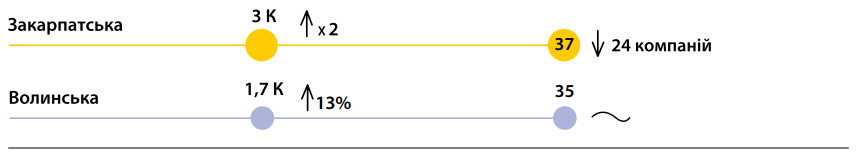 Закарпатська 3 К ↑ x 2 37 ↓ 24 компаній
Волинська 1,7 К ↑ 13% 35